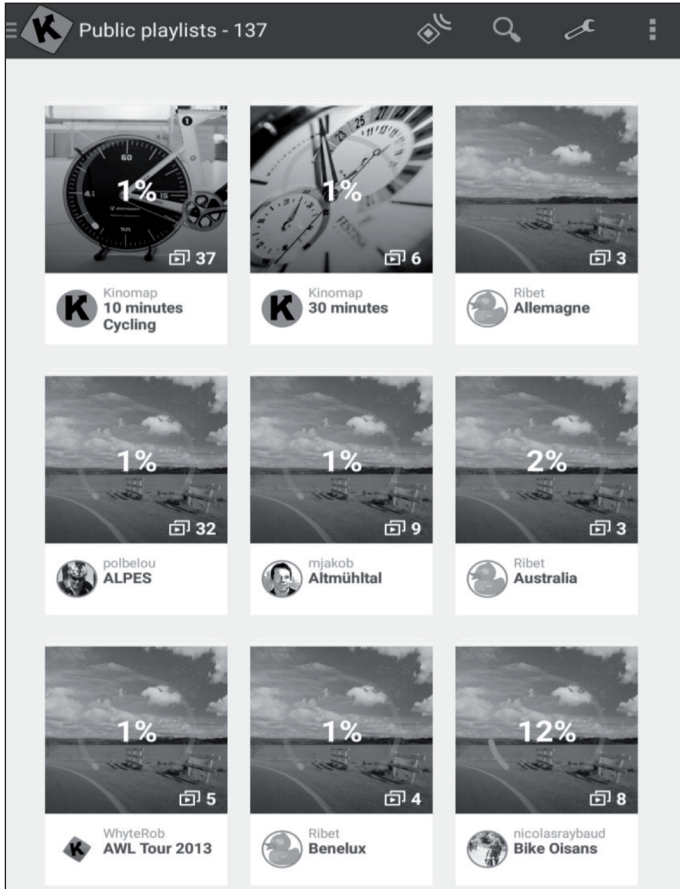 Public playlists - 137
1%
37
Kinomap
10 minutes
Cycling
1%
6
Kinomap
30 minutes
3
Ribet
Allemagne
1%
32
polbelou
ALPES
1%
9
mjakob
Altmühltal
2%
3
Ribet
Australia
1%
5
WhyteRob
AWL Tour 2013
1%
4
Ribet
Benelux
12%
8
nicolasraybaud
Bike Oisans